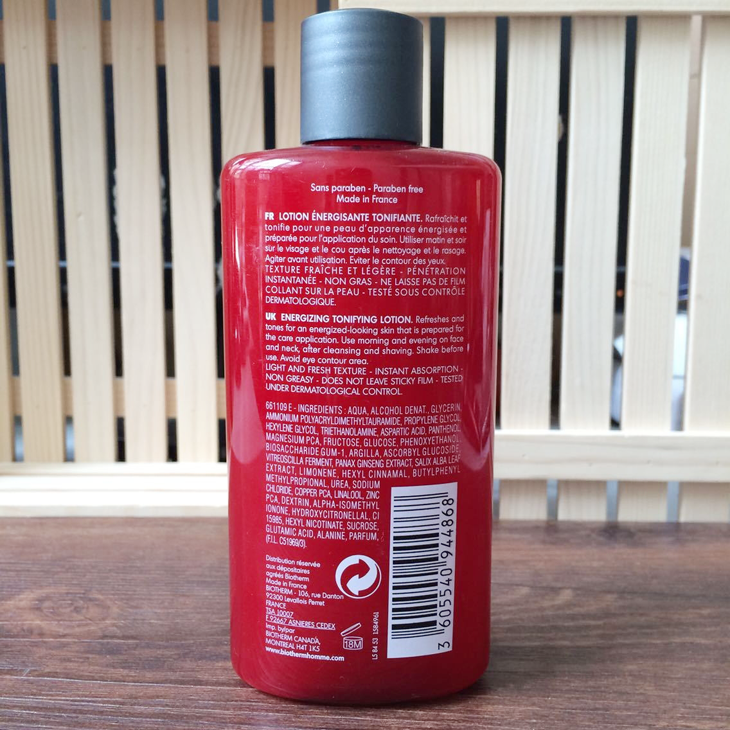 Sans paraben - Paraben free
Made in France
FR LOTION ÉNERGISANTE TONIFIANTE. Rafraîchit et
tonifie pour une peau d'apparence énergisée et
préparée pour l'application du soin. Utiliser matin et soir
sur le visage et le cou après le nettoyage et le rasage.
Agiter avant utilisation. Eviter le contour des yeux.
TEXTURE FRAÎCHE ET LÉGÈRE - PÉNÉTRATION
INSTANTANÉE - NON GRAS - NE LAISSE PAS DE FILM
COLLANT SUR LA PEAU - TESTÉ SOUS CONTRÔLE
DERMATOLOGIQUE.
UK ENERGIZING TONIFYING LOTION. Refreshes and
tones for an energized-looking skin that is prepared for
the care application. Use morning and evening on face
and neck, after cleansing and shaving. Shake before
use. Avoid eye contour area.
LIGHT AND FRESH TEXTURE - INSTANT ABSORPTION -
NON GREASY - DOES NOT LEAVE STICKY FILM - TESTED
UNDER DERMATOLOGICAL CONTROL.
661109 E - INGREDIENTS : AQUA, ALCOHOL DENAT., GLYCERIN,
AMMONIUM POLYACRYLDIMETHYLTAURAMIDE, PROPYLENE GLYCOL,
HEXYLENE GLYCOL, TRIETHANOLAMINE, ASPARTIC ACID, PANTHENOL,
MAGNESIUM PCA, FRUCTOSE, GLUCOSE, PHENOXYETHANOL,
BIOSACCHARIDE GUM-1, ARGILLA, ASCORBYL GLUCOSIDE,
VITREOSCILLA FERMENT, PANAX GINSENG EXTRACT, SALIX ALBA LEAF
EXTRACT, LIMONENE, HEXYL CINNAMAL, BUTYLPHENYL
METHYLPROPIONAL, UREA, SODIUM
CHLORIDE, COPPER PCA, LINALOOL, ZINC
PCA, DEXTRIN, ALPHA-ISOMETHYL
IONONE, HYDROXYCITRONELLAL, CI
15985, HEXYL NICOTINATE, SUCROSE,
GLUTAMIC ACID, ALANINE, PARFUM,
(F.I.L. C51969/3).
Distribution réservée
aux dépositaires
agréés Biotherm
Made in France
BIOTHERM - 106, rue Danton
92300 Levallois Perret
FRANCE
TSA 10007
F 92667 ASNIERES CEDEX
Imp. by/par
BIOTHERM CANADA,
MONTREAL H4T 1K5
www.biothermhomme.com
18M
L5 84 53 L584961
3 605540 944868